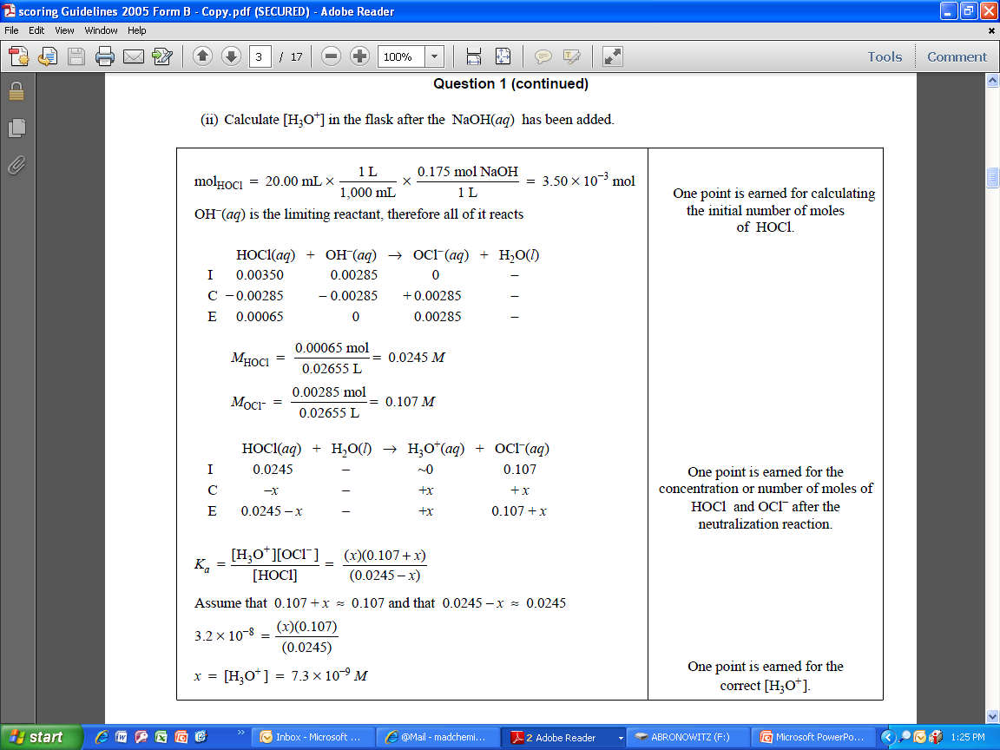 scoring Guidelines 2005 Form B - Copy.pdf (SECURED) - Adobe Reader
File Edit View Window Help
3 / 17 100% Tools Comment
Question 1 (continued)
(ii) Calculate [H₃O⁺] in the flask after the NaOH(aq) has been added.
mol_HOCl = 20.00 mL × 1 L / 1,000 mL × 0.175 mol NaOH / 1 L = 3.50 × 10⁻³ mol
One point is earned for calculating
the initial number of moles
of HOCl.
OH⁻(aq) is the limiting reactant, therefore all of it reacts
HOCl(aq) + OH⁻(aq) → OCl⁻(aq) + H₂O(l)
I 0.00350 0.00285 0 –
C −0.00285 −0.00285 +0.00285 –
E 0.00065 0 0.00285 –
M_HOCl = 0.00065 mol / 0.02655 L = 0.0245 M
M_OCl⁻ = 0.00285 mol / 0.02655 L = 0.107 M
HOCl(aq) + H₂O(l) → H₃O⁺(aq) + OCl⁻(aq)
I 0.0245 – ~0 0.107
C −x – +x +x
E 0.0245 − x – +x 0.107 + x
One point is earned for the
concentration or number of moles of
HOCl and OCl⁻ after the
neutralization reaction.
Kₐ = [H₃O⁺][OCl⁻] / [HOCl] = (x)(0.107 + x) / (0.0245 − x)
Assume that 0.107 + x ≈ 0.107 and that 0.0245 − x ≈ 0.0245
3.2 × 10⁻⁸ = (x)(0.107) / (0.0245)
x = [H₃O⁺] = 7.3 × 10⁻⁹ M
One point is earned for the
correct [H₃O⁺].
start Inbox - Microsoft ... @Mail - madchemi... 2 Adobe Reader ABRONOWITZ (F:) Microsoft PowerPo... 1:25 PM